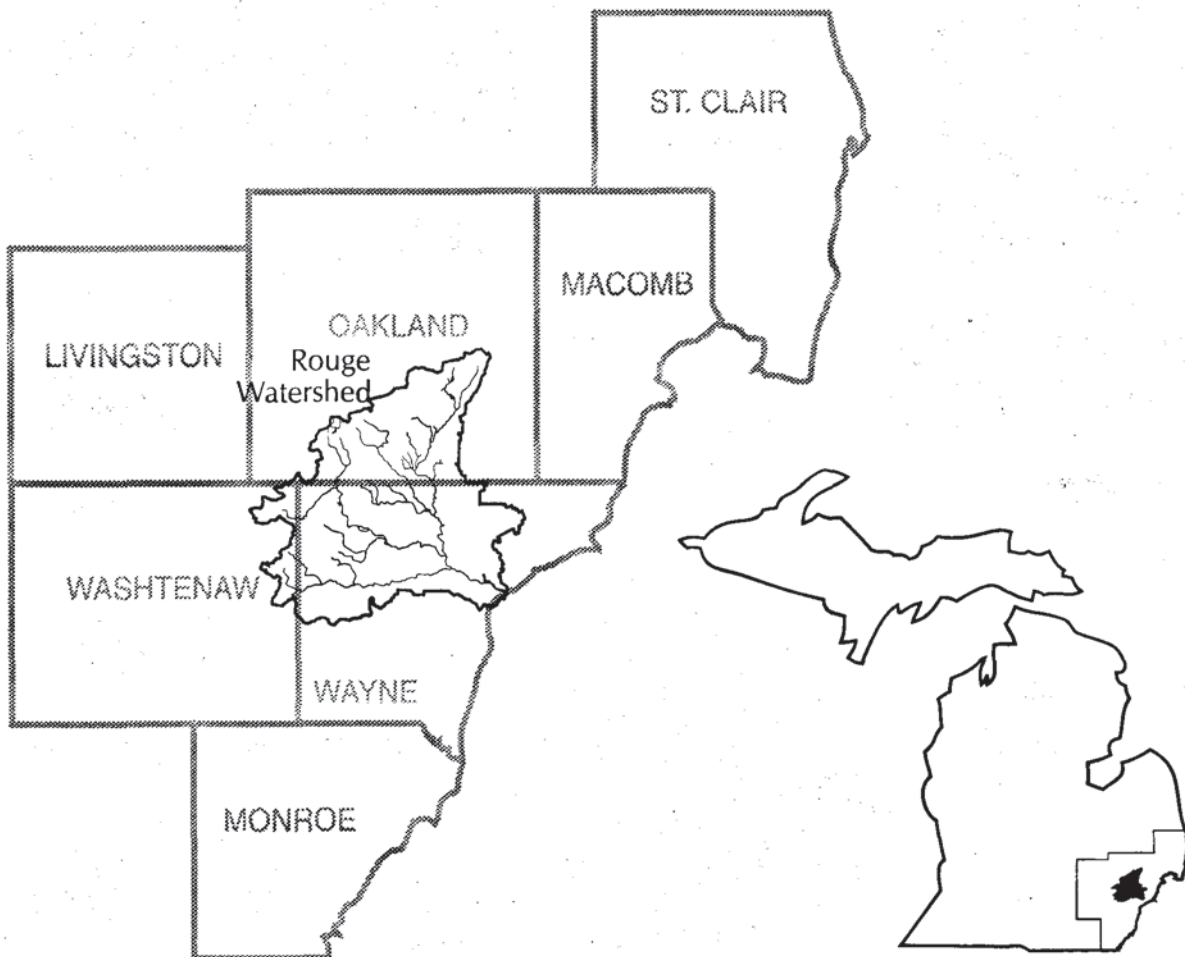 ST. CLAIR
MACOMB
OAKLAND
LIVINGSTON
Rouge
Watershed
WASHTENAW
WAYNE
MONROE